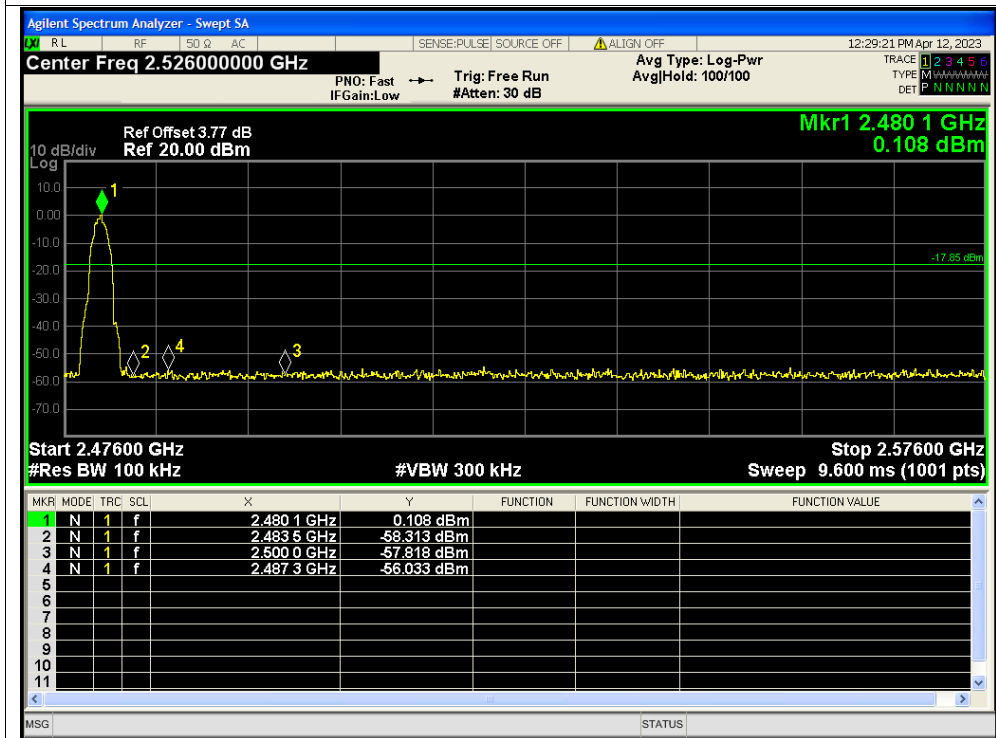 Agilent Spectrum Analyzer - Swept SA
LXI RL RF 50 Ω AC SENSE:PULSE SOURCE OFF ALIGN OFF 12:29:21 PM Apr 12, 2023
Center Freq 2.526000000 GHz
PNO: Fast
IFGain:Low
Trig: Free Run
#Atten: 30 dB
Avg Type: Log-Pwr
Avg|Hold: 100/100
TRACE 1 2 3 4 5 6
TYPE M WWWWW
DET P N N N N N
Mkr1 2.480 1 GHz
0.108 dBm
Ref Offset 3.77 dB
10 dB/div Ref 20.00 dBm
Log
10.0
0.00
-10.0
-20.0
-30.0
-40.0
-50.0
-60.0
-70.0
1
-17.85 dBm
2
4
3
Start 2.47600 GHz Stop 2.57600 GHz
#Res BW 100 kHz #VBW 300 kHz Sweep 9.600 ms (1001 pts)
MKR MODE TRC SCL X Y FUNCTION FUNCTION WIDTH FUNCTION VALUE
1 N 1 f 2.480 1 GHz 0.108 dBm
2 N 1 f 2.483 5 GHz -58.313 dBm
3 N 1 f 2.500 0 GHz -57.818 dBm
4 N 1 f 2.487 3 GHz -56.033 dBm
5
6
7
8
9
10
11
MSG STATUS